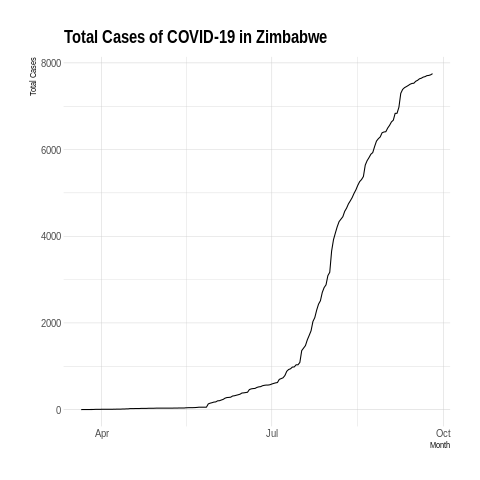 Total Cases of COVID-19 in Zimbabwe
Total Cases
8000
6000
4000
2000
0
Apr
Jul
Oct
Month